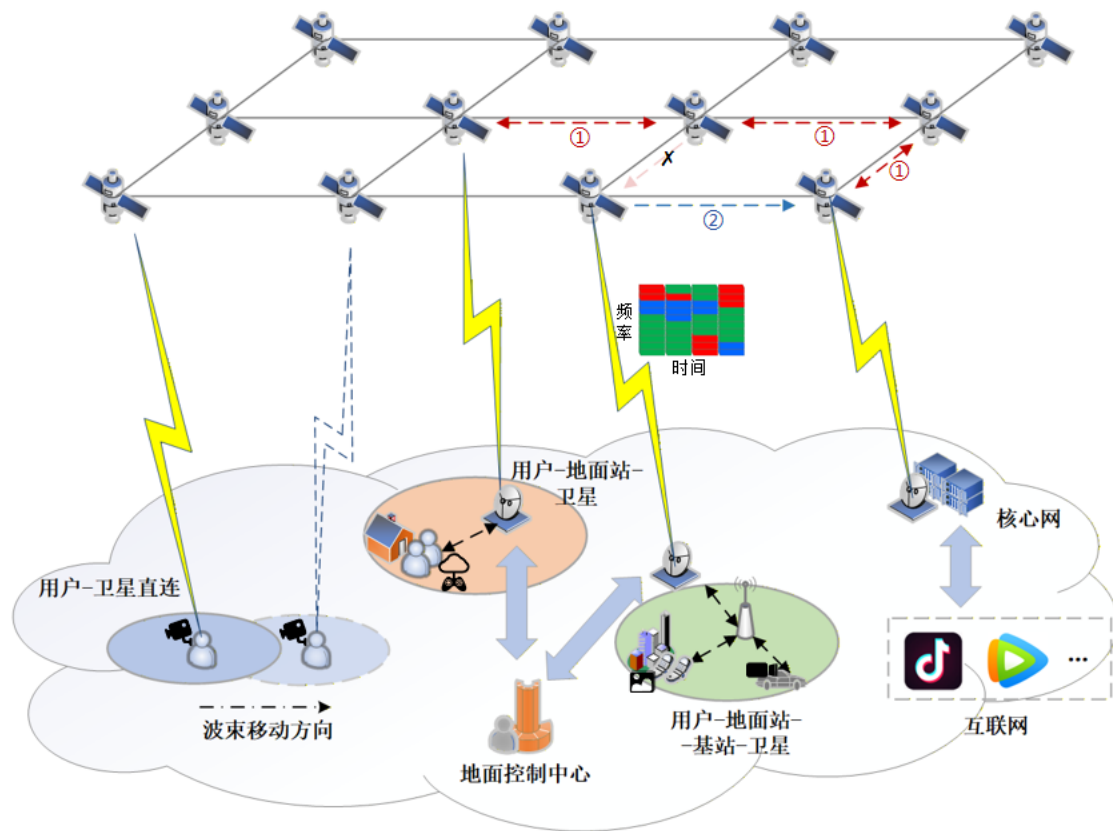 ①
①
✗
①
②
频
率
时间
用户-地面站-
卫星
核心网
用户-卫星直连
...
波束移动方向
用户-地面站-
-基站-卫星
互联网
地面控制中心